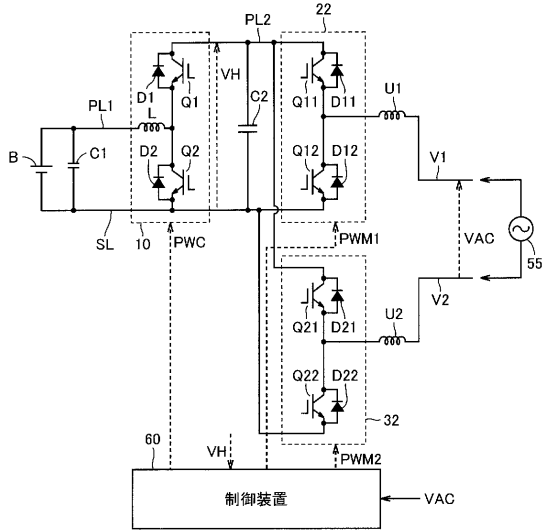 PL2
22
VH
D1
Q1
Q11
D11
U1
PL1
L
C2
B
C1
D2
Q2
Q12
D12
V1
SL
10
PWC
PWM1
VAC
55
V2
Q21
D21
U2
Q22
D22
32
60
VH
PWM2
制御装置
VAC